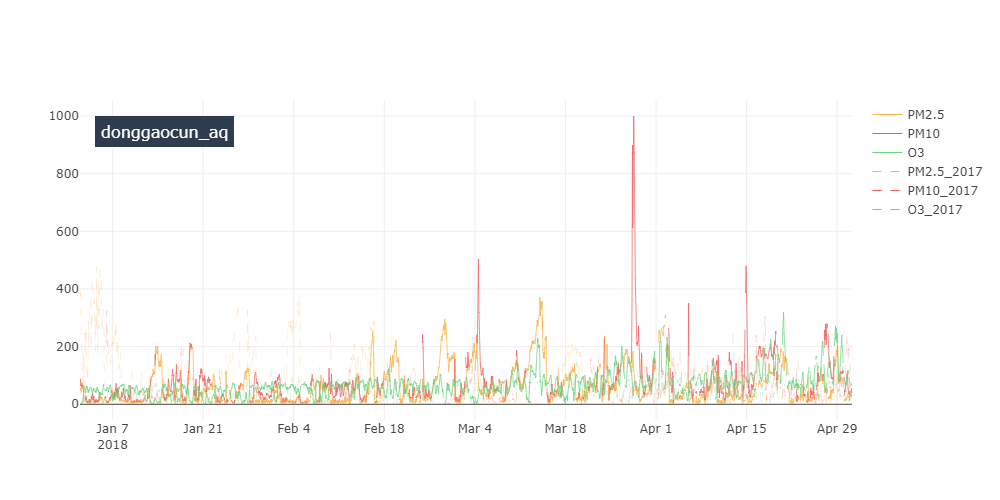 donggaocun_aq
1000
800
600
400
200
0
Jan 7
2018
Jan 21
Feb 4
Feb 18
Mar 4
Mar 18
Apr 1
Apr 15
Apr 29
PM2.5
PM10
O3
PM2.5_2017
PM10_2017
O3_2017